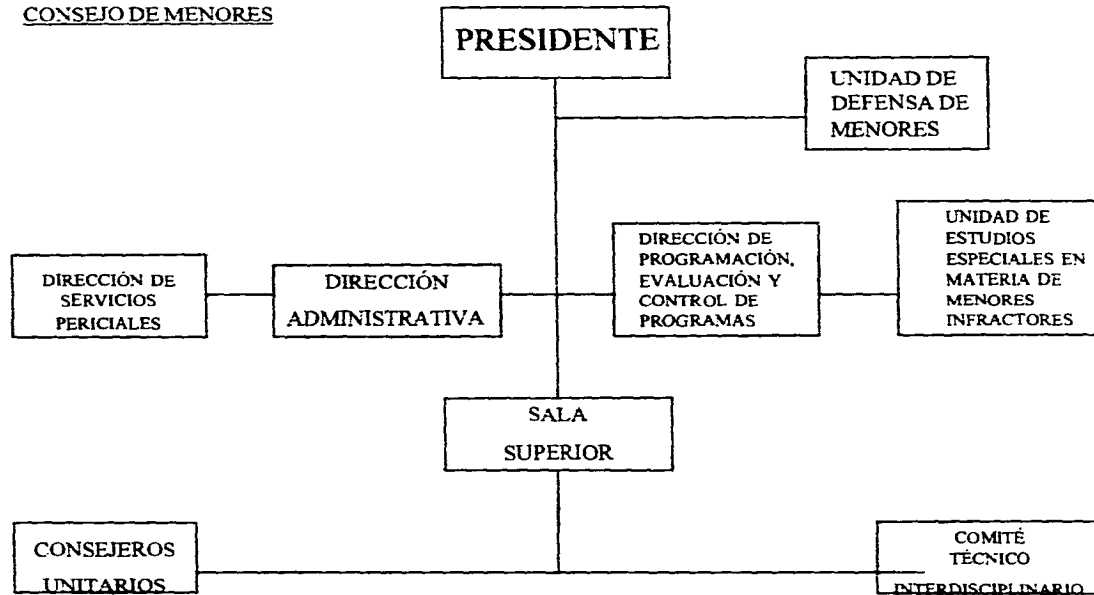 CONSEJO DE MENORES
PRESIDENTE
UNIDAD DE
DEFENSA DE
MENORES
DIRECCIÓN DE
SERVICIOS
PERICIALES
DIRECCIÓN
ADMINISTRATIVA
DIRECCIÓN DE
PROGRAMACIÓN,
EVALUACIÓN Y
CONTROL DE
PROGRAMAS
UNIDAD DE
ESTUDIOS
ESPECIALES EN
MATERIA DE
MENORES
INFRACTORES
SALA
SUPERIOR
CONSEJEROS
UNITARIOS
COMITÉ
TÉCNICO
INTERDISCIPLINARIO